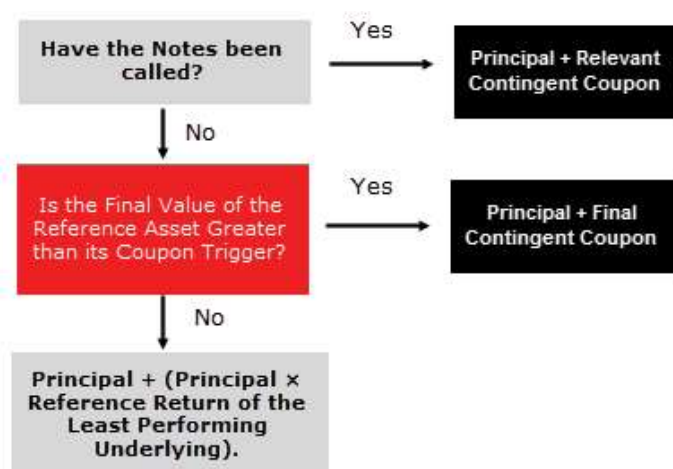 Have the Notes been
called?
Yes
Principal + Relevant
Contingent Coupon
No
Is the Final Value of the
Reference Asset Greater
than its Coupon Trigger?
Yes
Principal + Final
Contingent Coupon
No
Principal + (Principal ×
Reference Return of the
Least Performing
Underlying).